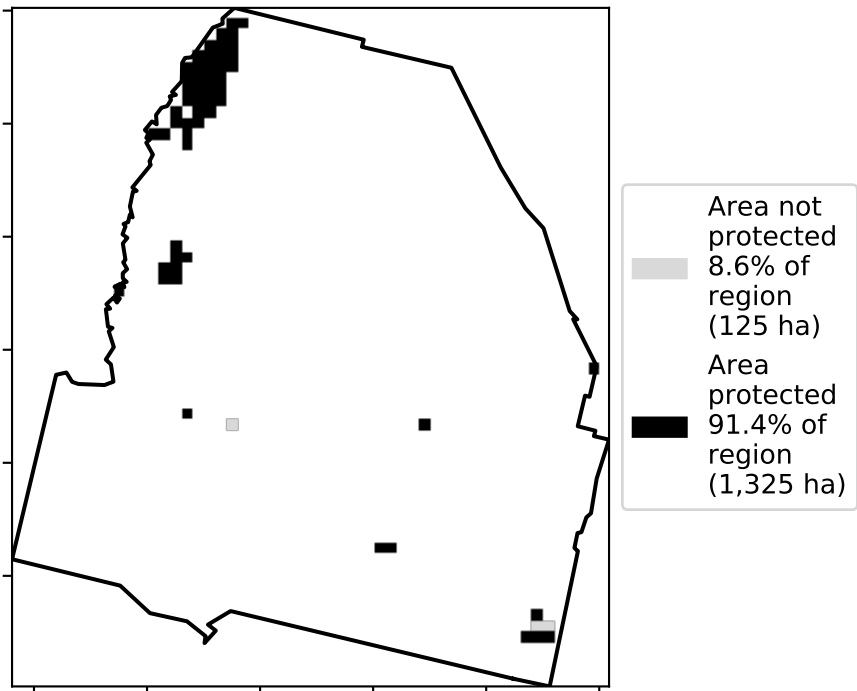 Area not
protected
8.6% of
region
(125 ha)
Area
protected
91.4% of
region
(1,325 ha)